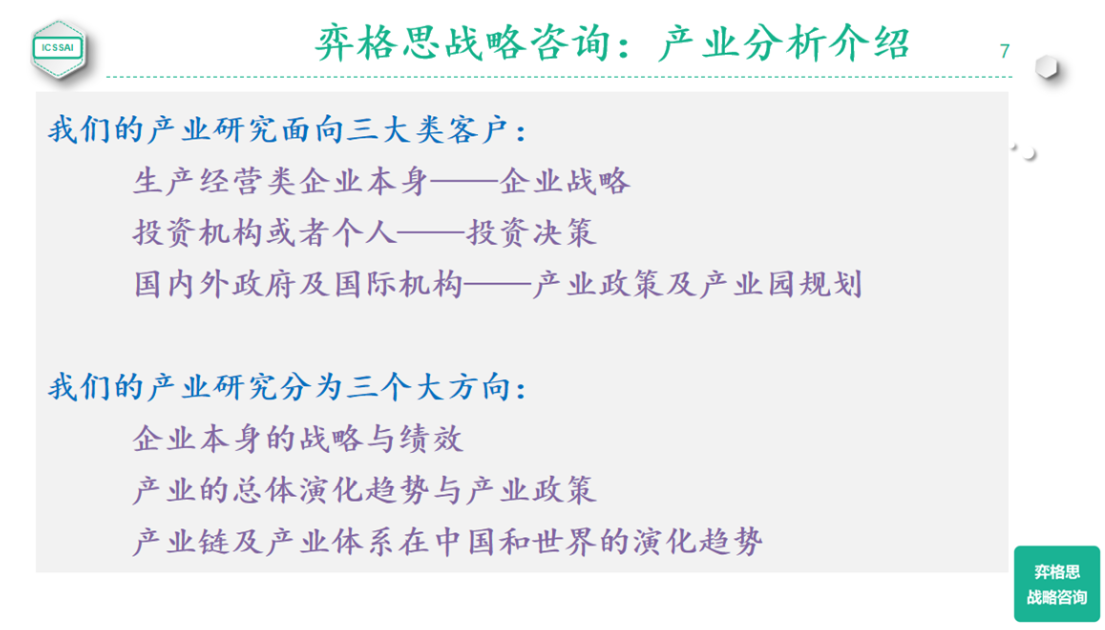 ICSSAI
弈格思战略咨询：产业分析介绍
7
我们的产业研究面向三大类客户：
生产经营类企业本身——企业战略
投资机构或者个人——投资决策
国内外政府及国际机构——产业政策及产业园规划
我们的产业研究分为三个大方向：
企业本身的战略与绩效
产业的总体演化趋势与产业政策
产业链及产业体系在中国和世界的演化趋势
弈格思
战略咨询